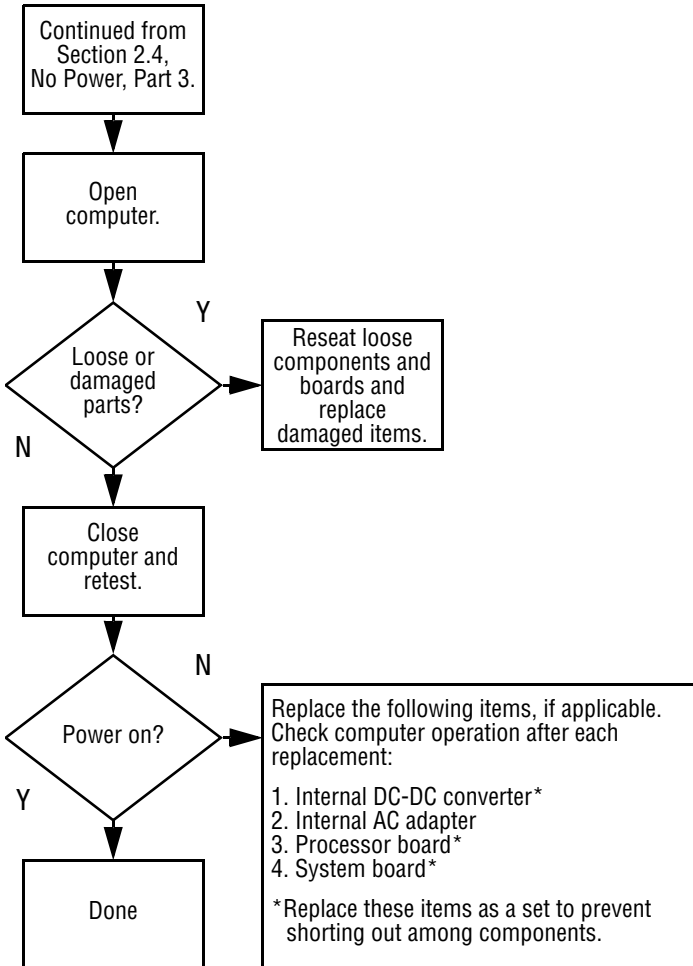 Continued from
Section 2.4,
No Power, Part 3.
Open
computer.
Y
Loose or
damaged
parts?
Reseat loose
components and
boards and
replace
damaged items.
N
Close
computer and
retest.
N
Power on?
Replace the following items, if applicable.
Check computer operation after each
replacement:
1. Internal DC-DC converter*
2. Internal AC adapter
3. Processor board*
4. System board*
*Replace these items as a set to prevent
shorting out among components.
Y
Done